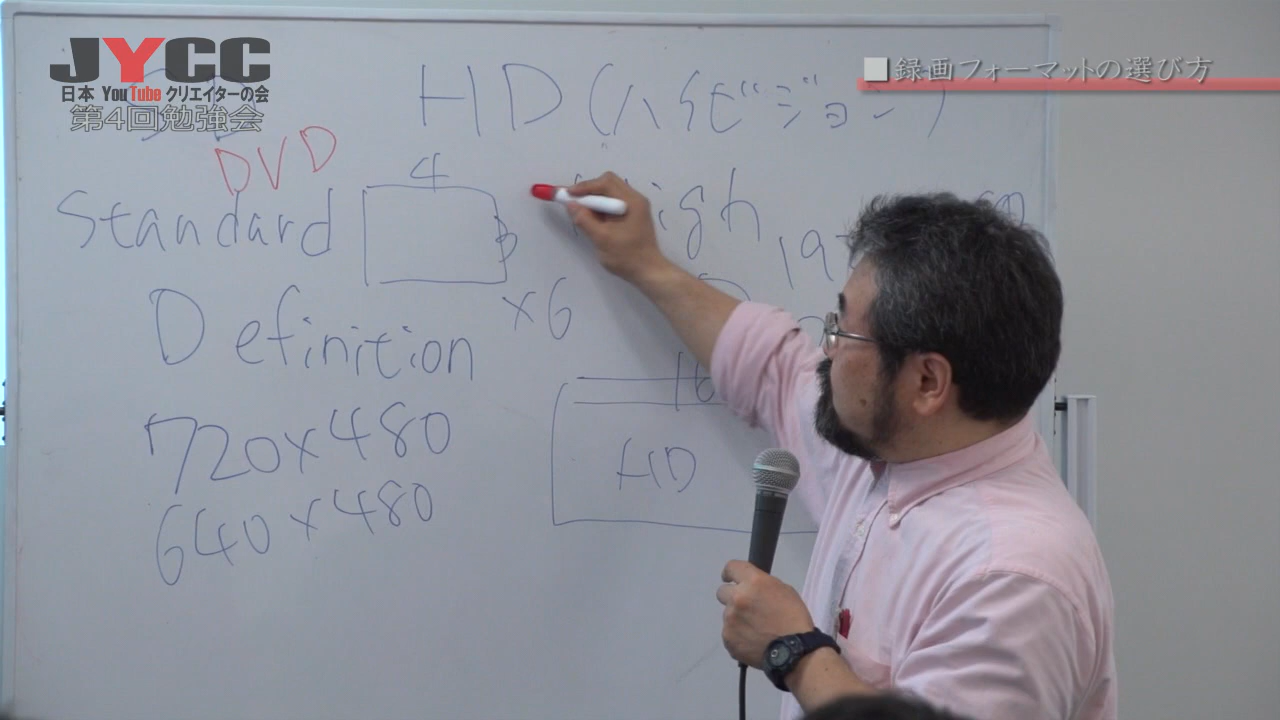 JYCC
日本 YouTube クリエイターの会
第4回勉強会
■録画フォーマットの選び方
SD
HD (ハイビジョン)
DVD
Standard
4
3
High
Definition
×6
16
720×480
HD
640×480